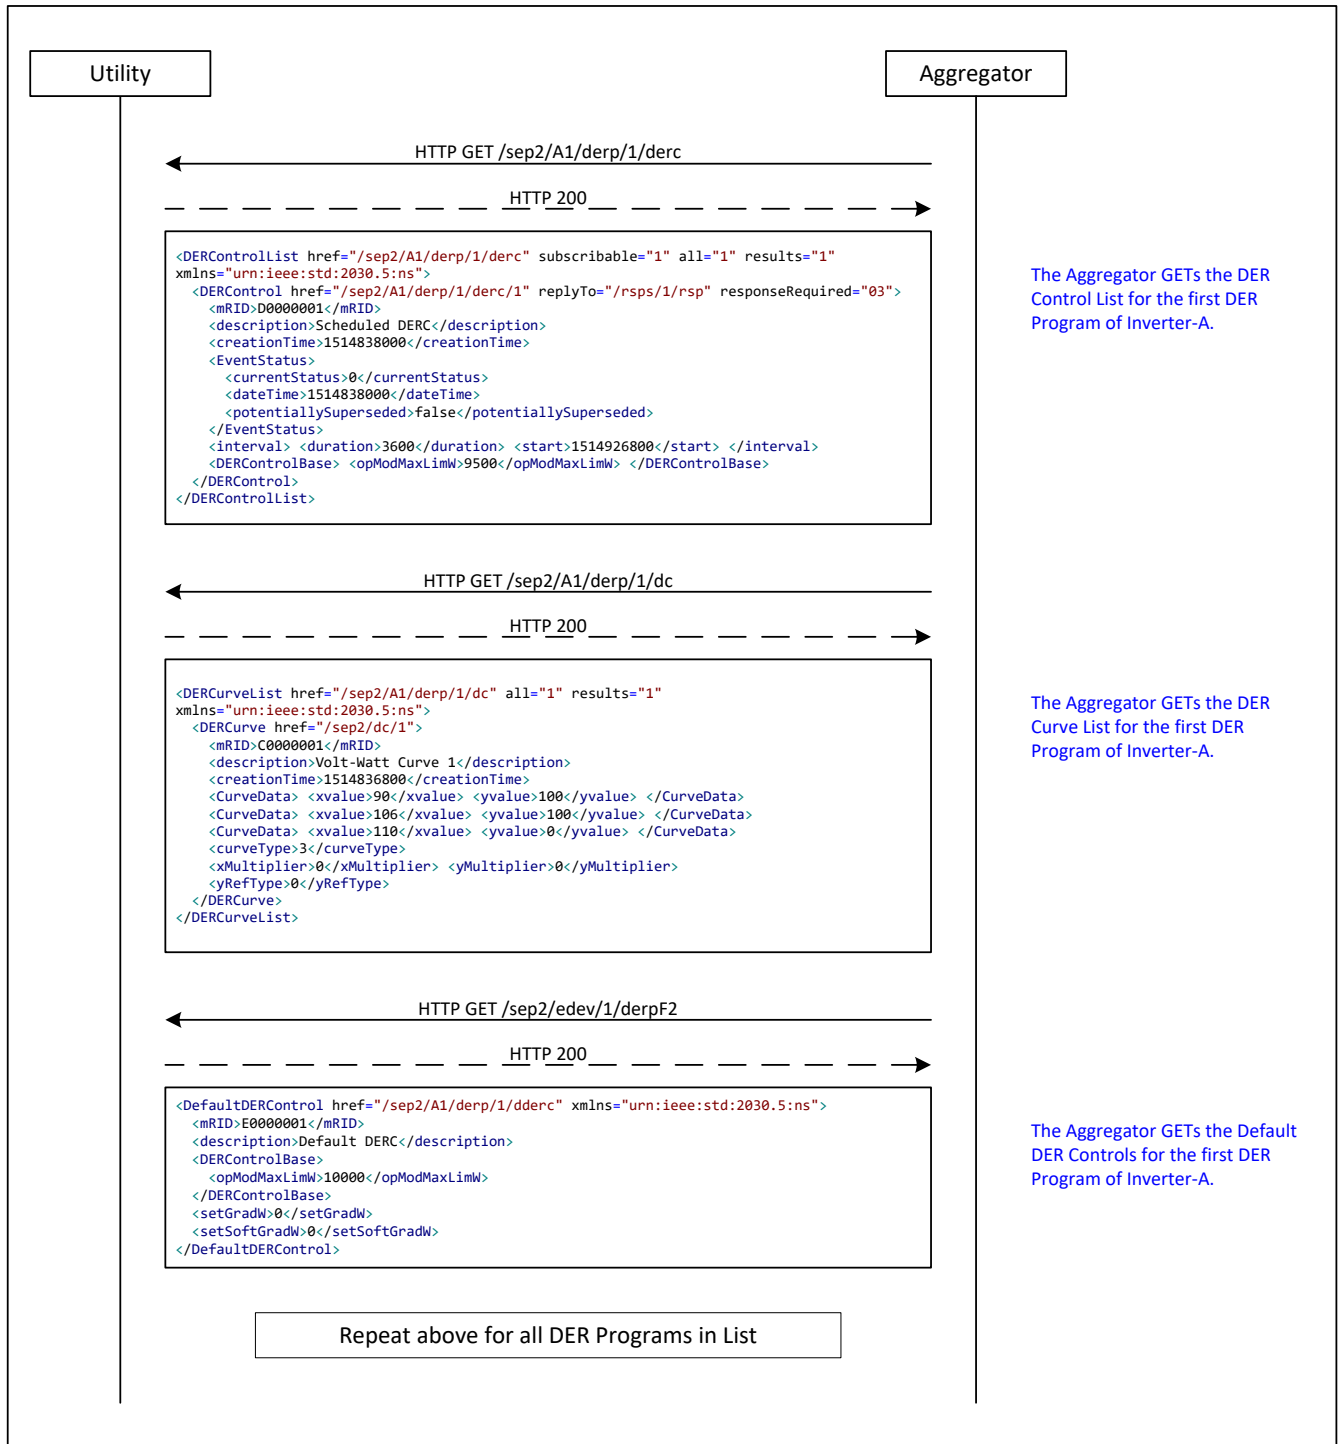 Utility
Aggregator
HTTP GET /sep2/A1/derp/1/derc
HTTP 200
<DERControlList href="/sep2/A1/derp/1/derc" subscribable="1" all="1" results="1"
xmlns="urn:ieee:std:2030.5:ns">
<DERControl href="/sep2/A1/derp/1/derc/1" replyTo="/rsps/1/rsp" responseRequired="03">
<mRID>D0000001</mRID>
<description>Scheduled DERC</description>
<creationTime>1514838000</creationTime>
<EventStatus>
<currentStatus>0</currentStatus>
<dateTime>1514838000</dateTime>
<potentiallySuperseded>false</potentiallySuperseded>
</EventStatus>
<interval> <duration>3600</duration> <start>1514926800</start> </interval>
<DERControlBase> <opModMaxLimW>9500</opModMaxLimW> </DERControlBase>
</DERControl>
</DERControlList>
The Aggregator GETs the DER
Control List for the first DER
Program of Inverter-A.
HTTP GET /sep2/A1/derp/1/dc
HTTP 200
<DERCurveList href="/sep2/A1/derp/1/dc" all="1" results="1"
xmlns="urn:ieee:std:2030.5:ns">
<DERCurve href="/sep2/dc/1">
<mRID>C0000001</mRID>
<description>Volt-Watt Curve 1</description>
<creationTime>1514836800</creationTime>
<CurveData> <xvalue>90</xvalue> <yvalue>100</yvalue> </CurveData>
<CurveData> <xvalue>106</xvalue> <yvalue>100</yvalue> </CurveData>
<CurveData> <xvalue>110</xvalue> <yvalue>0</yvalue> </CurveData>
<curveType>3</curveType>
<xMultiplier>0</xMultiplier> <yMultiplier>0</yMultiplier>
<yRefType>0</yRefType>
</DERCurve>
</DERCurveList>
The Aggregator GETs the DER
Curve List for the first DER
Program of Inverter-A.
HTTP GET /sep2/edev/1/derpF2
HTTP 200
<DefaultDERControl href="/sep2/A1/derp/1/dderc" xmlns="urn:ieee:std:2030.5:ns">
<mRID>E0000001</mRID>
<description>Default DERC</description>
<DERControlBase>
<opModMaxLimW>10000</opModMaxLimW>
</DERControlBase>
<setGradW>0</setGradW>
<setSoftGradW>0</setSoftGradW>
</DefaultDERControl>
The Aggregator GETs the Default
DER Controls for the first DER
Program of Inverter-A.
Repeat above for all DER Programs in List